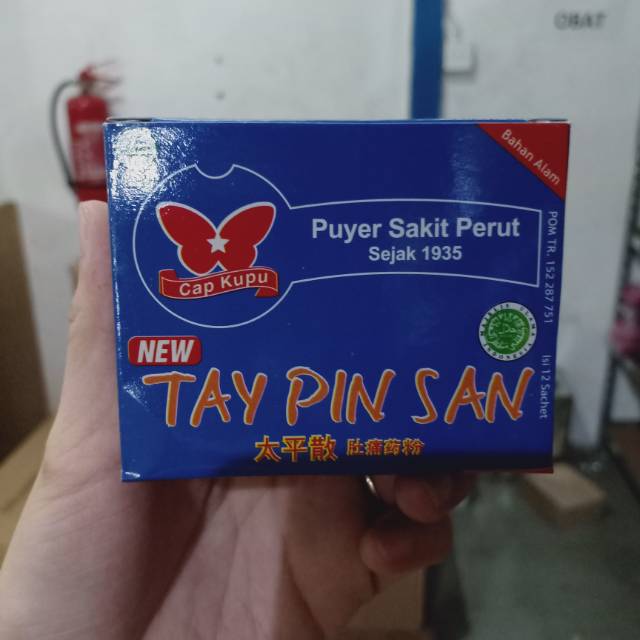 OBAT
Bahan Alam
Puyer Sakit Perut
Sejak 1935
Cap Kupu
POM TR. 152 287 751
Isi 12 Sachet
NEW
TAY PIN SAN
太平散 肚痛药粉